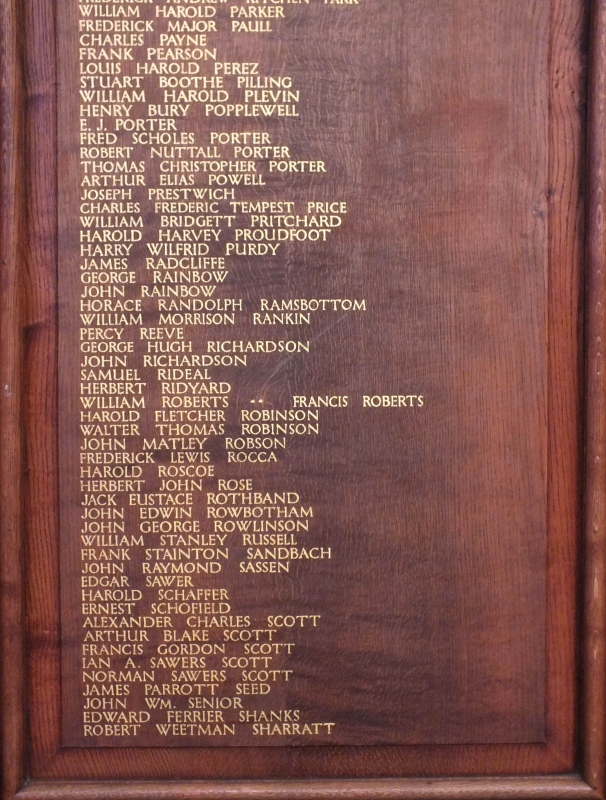 FREDERICK ANDREW KITCHEN PARR
WILLIAM HAROLD PARKER
FREDERICK MAJOR PAULL
CHARLES PAYNE
FRANK PEARSON
LOUIS HAROLD PEREZ
STUART BOOTHE PILLING
WILLIAM HAROLD PLEVIN
HENRY BURY POPPLEWELL
E. J. PORTER
FRED SCHOLES PORTER
ROBERT NUTTALL PORTER
THOMAS CHRISTOPHER PORTER
ARTHUR ELIAS POWELL
JOSEPH PRESTWICH
CHARLES FREDERIC TEMPEST PRICE
WILLIAM BRIDGETT PRITCHARD
HAROLD HARVEY PROUDFOOT
HARRY WILFRID PURDY
JAMES RADCLIFFE
GEORGE RAINBOW
JOHN RAINBOW
HORACE RANDOLPH RAMSBOTTOM
WILLIAM MORRISON RANKIN
PERCY REEVE
GEORGE HUGH RICHARDSON
JOHN RICHARDSON
SAMUEL RIDEAL
HERBERT RIDYARD
WILLIAM ROBERTS •• FRANCIS ROBERTS
HAROLD FLETCHER ROBINSON
WALTER THOMAS ROBINSON
JOHN MATLEY ROBSON
FREDERICK LEWIS ROCCA
HAROLD ROSCOE
HERBERT JOHN ROSE
JACK EUSTACE ROTHBAND
JOHN EDWIN ROWBOTHAM
JOHN GEORGE ROWLINSON
WILLIAM STANLEY RUSSELL
FRANK STAINTON SANDBACH
JOHN RAYMOND SASSEN
EDGAR SAWER
HAROLD SCHAFFER
ERNEST SCHOFIELD
ALEXANDER CHARLES SCOTT
ARTHUR BLAKE SCOTT
FRANCIS GORDON SCOTT
IAN A. SAWERS SCOTT
NORMAN SAWERS SCOTT
JAMES PARROTT SEED
JOHN WM. SENIOR
EDWARD FERRIER SHANKS
ROBERT WEETMAN SHARRATT